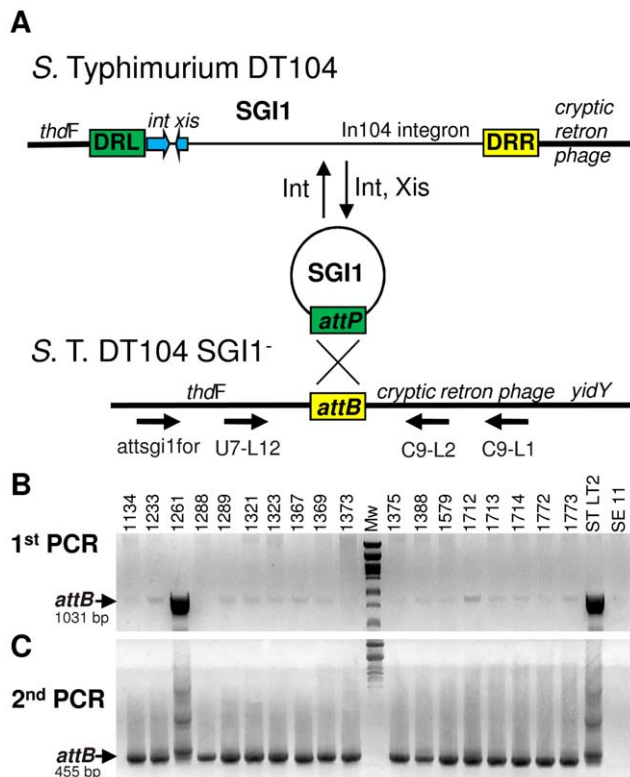 A
S. Typhimurium DT104
thdF DRL int xis SGI1 In104 integron DRR cryptic retron phage
Int Int, Xis
SGI1
attP
S. T. DT104 SGI1-
thdF attB cryptic retron phage yidY
attsgi1for U7-L12 C9-L2 C9-L1
B
1134 1233 1261 1288 1289 1321 1323 1367 1369 1373 Mw 1375 1388 1579 1712 1713 1714 1772 1773 ST LT2 SE 11
1st PCR
attB
1031 bp
C
2nd PCR
attB
455 bp